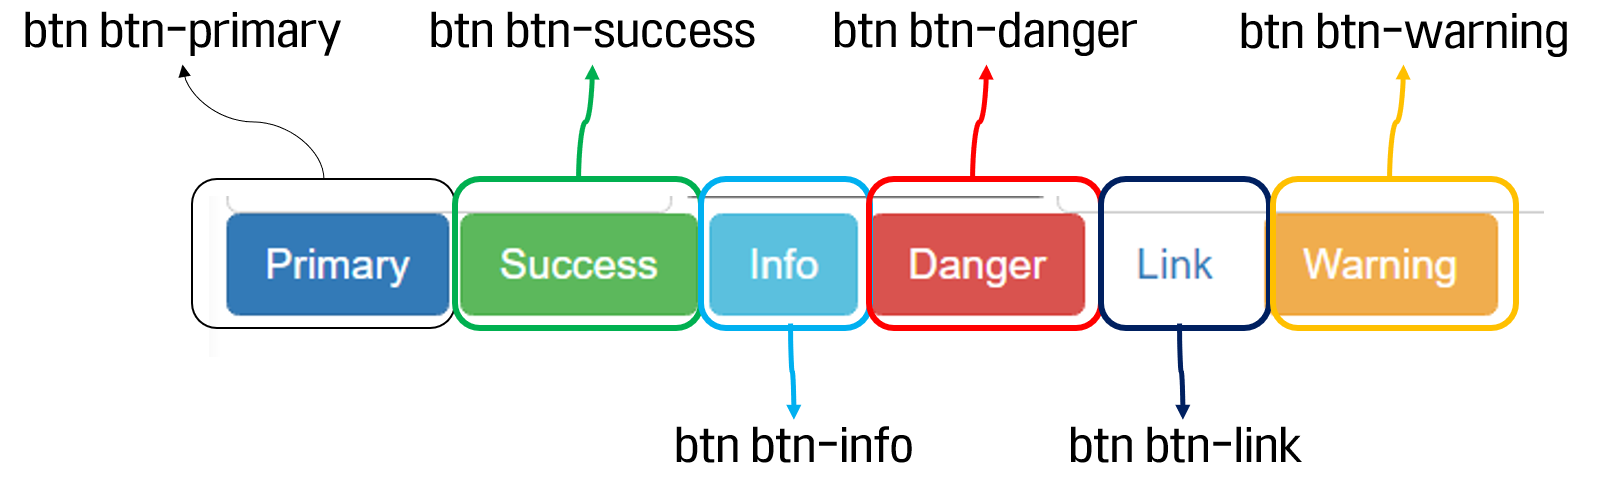 btn btn-primary
btn btn-success
btn btn-danger
btn btn-warning
Primary
Success
Info
Danger
Link
Warning
btn btn-info
btn btn-link